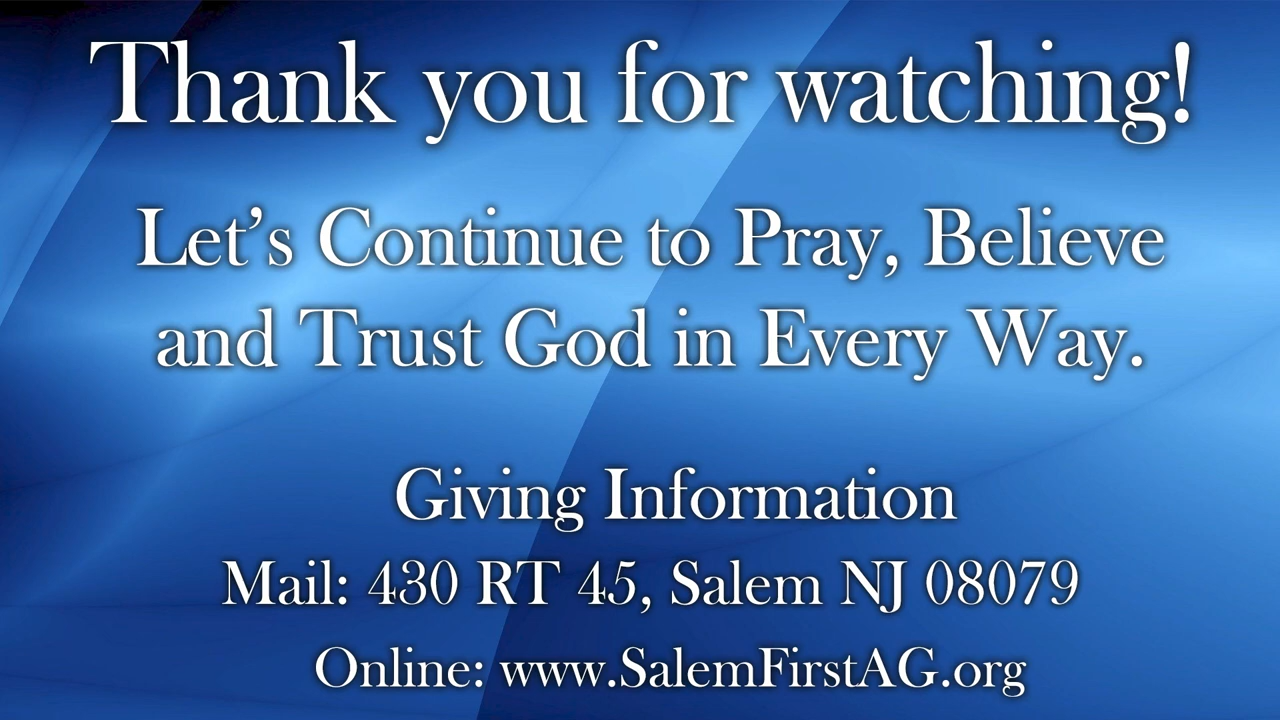 Thank you for watching!
Let’s Continue to Pray, Believe
and Trust God in Every Way.
Giving Information
Mail: 430 RT 45, Salem NJ 08079
Online: www.SalemFirstAG.org